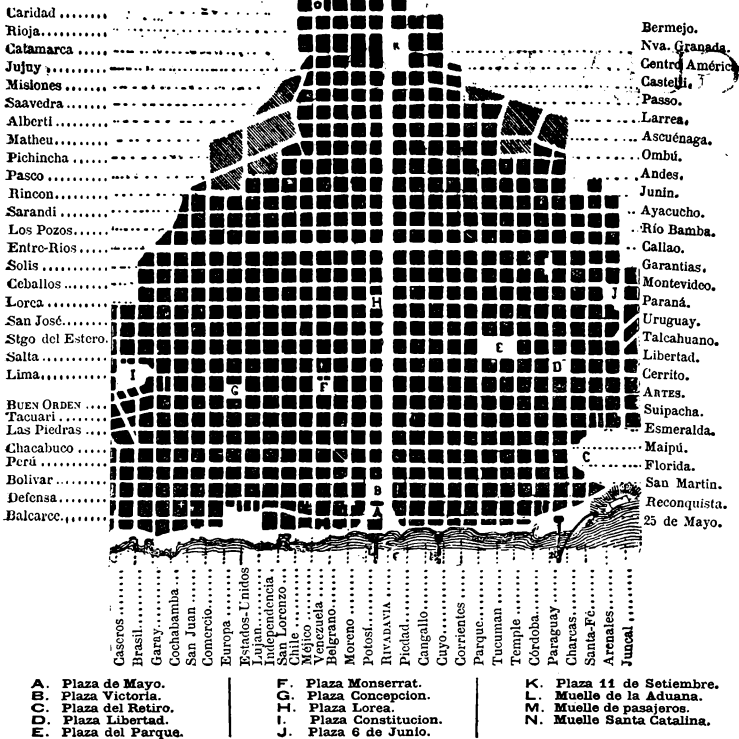 Caridad
Rioja
Catamarca
Jujuy
Misiones
Saavedra
Alberti
Matheu
Pichincha
Pasco
Rincon
Sarandi
Los Pozos
Entre-Rios
Solis
Ceballos
Lorea
San José
Stgo del Estero.
Salta
Lima
BUEN ORDEN
Tacuari
Las Piedras
Chacabuco
Perú
Bolivar
Defensa
Balcarce
Bermejo.
Nva. Granada.
Centro América
Castelli.
Passo.
Larrea.
Ascuénaga.
Ombú.
Andes.
Junin.
Ayacucho.
Río Bamba.
Callao.
Garantias.
Montevideo.
Paraná.
Uruguay.
Talcahuano.
Libertad.
Cerrito.
ARTES.
Suipacha.
Esmeralda.
Maipú.
Florida.
San Martin.
Reconquista.
25 de Mayo.
K
H
J
E
D
I
G
F
C
B
A
Caseros
Brasil
Garay
Cochabamba
San Juan
Comercio
Europa
Estados-Unidos
Lujan
Independencia
San Lorenzo
Chile
Méjico
Venezuela
Belgrano
Moreno
Potosí
RIVADAVIA
Piedad
Cangallo
Cuyo
Corrientes
Parque
Tucuman
Temple
Córdoba
Paraguay
Charcas
Santa-Fé
Arenales
Juncal
A. Plaza de Mayo.
B. Plaza Victoria.
C. Plaza del Retiro.
D. Plaza Libertad.
E. Plaza del Parque.
F. Plaza Monserrat.
G. Plaza Concepcion.
H. Plaza Lorea.
I. Plaza Constitucion.
J. Plaza 6 de Junio.
K. Plaza 11 de Setiembre.
L. Muelle de la Aduana.
M. Muelle de pasajeros.
N. Muelle Santa Catalina.